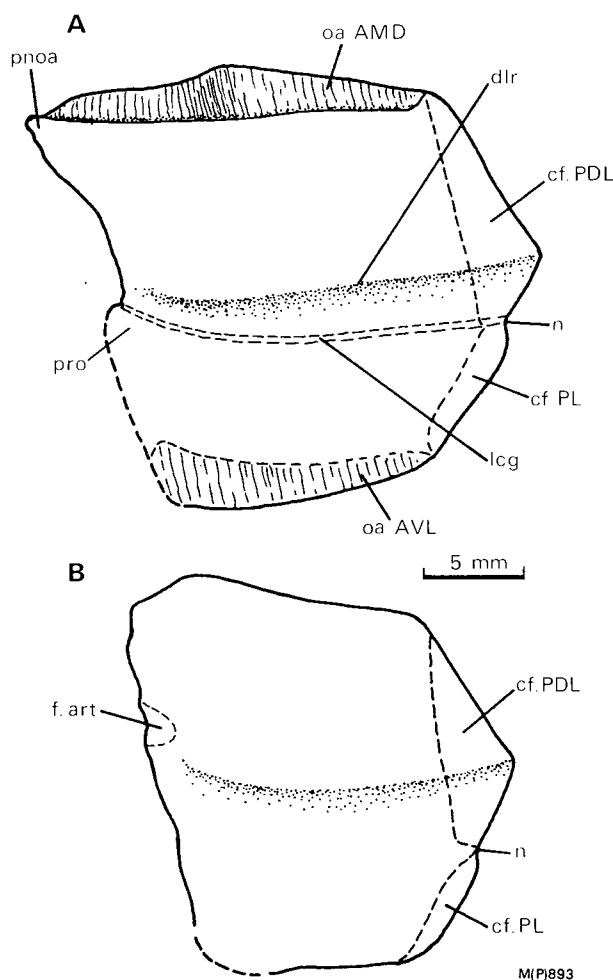 A
oa AMD
pnoa
dlr
cf. PDL
n
pro
cf PL
lcg
oa AVL
B
5 mm
cf. PDL
f. art
n
cf. PL
M(P)893